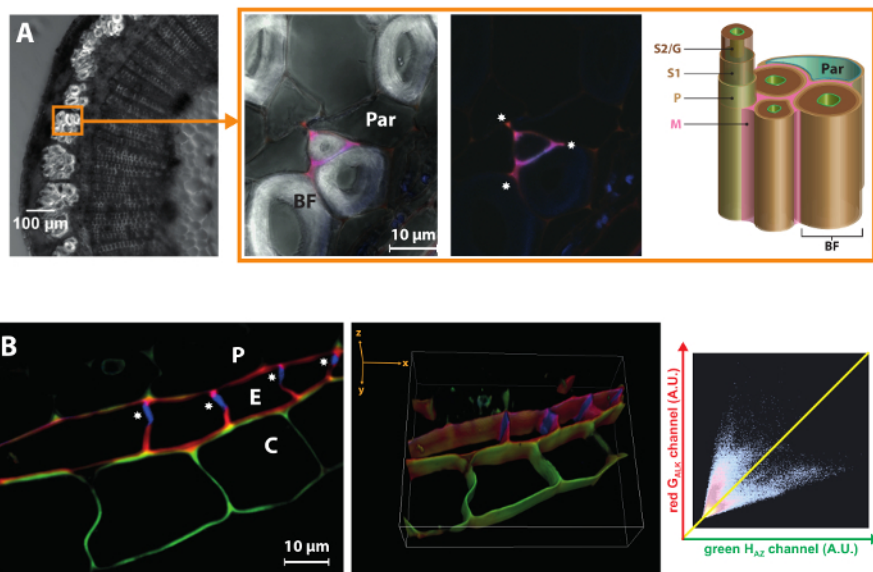 A
100 µm
Par
BF
10 µm
S2/G
S1
P
M
Par
BF
B
P
E
C
10 µm
z
x
y
red G_ALK channel (A.U.)
green H_AZ channel (A.U.)